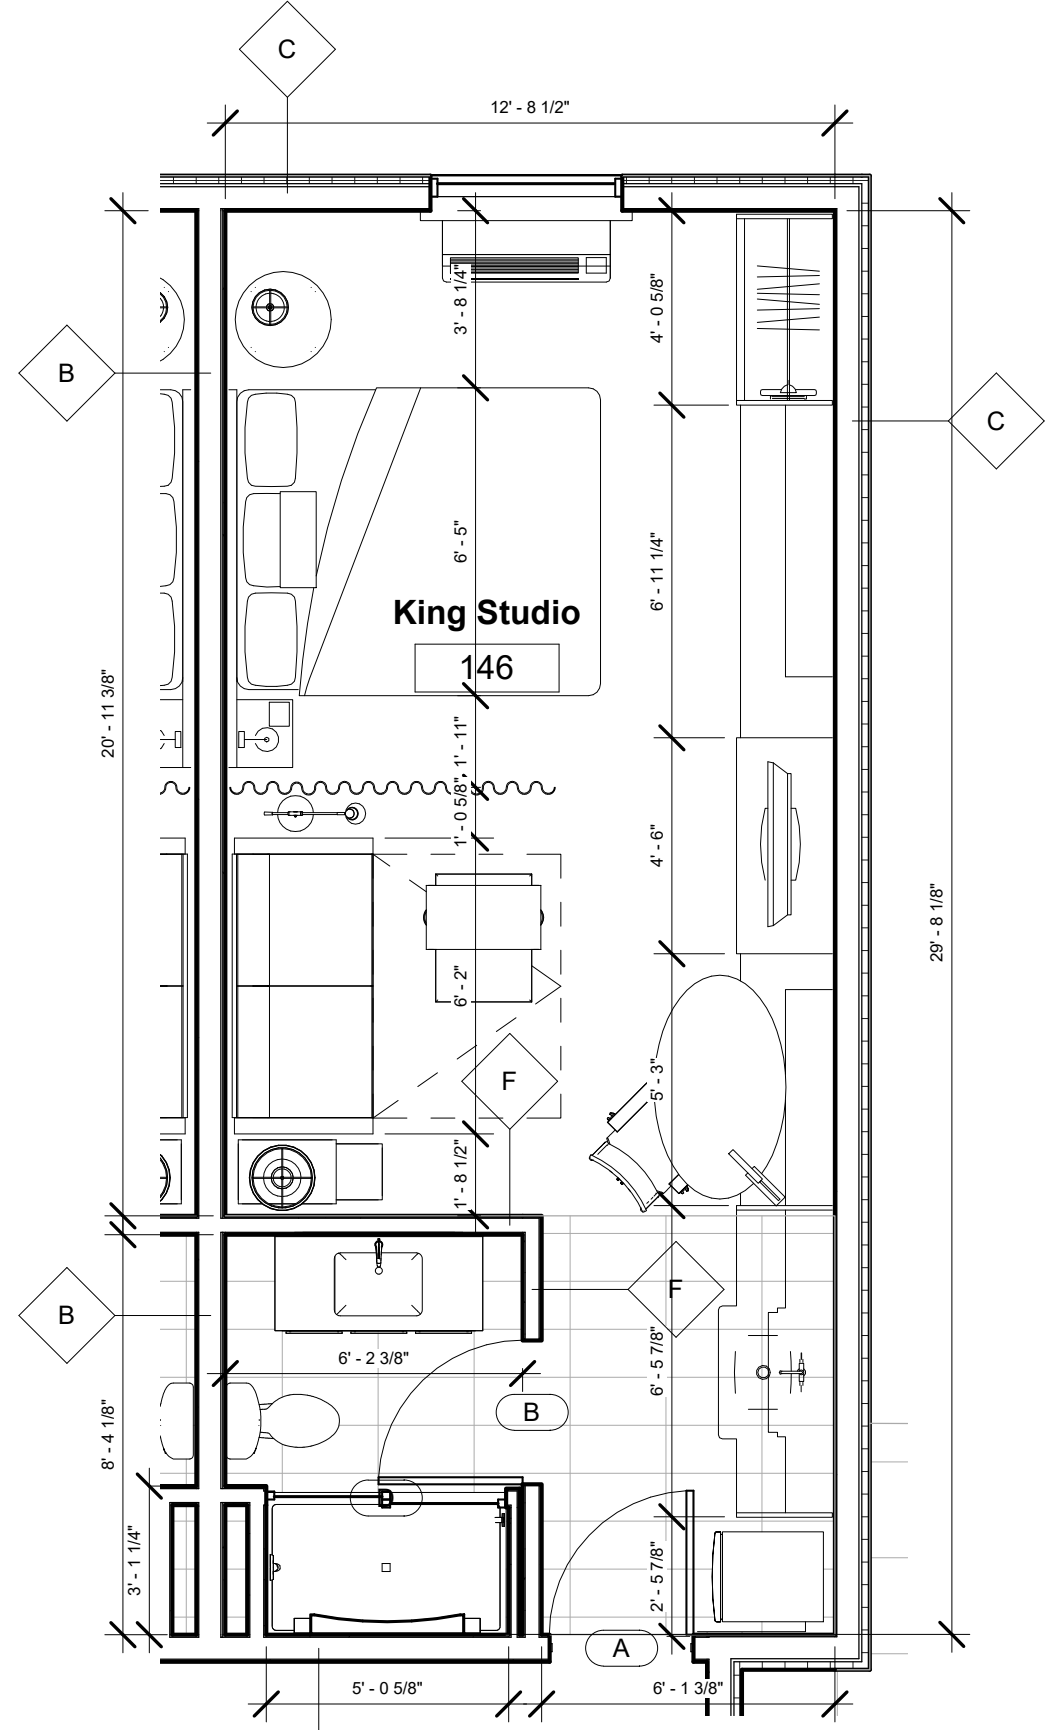 C
12' - 8 1/2"
3' - 8 1/4"
4' - 0 5/8"
B
C
6' - 5"
6' - 11 1/4"
King Studio
146
20' - 11 3/8"
1' - 11"
1' - 0 5/8"
4' - 6"
29' - 8 1/8"
6' - 2"
F
5' - 3"
1' - 8 1/2"
B
F
6' - 2 3/8"
6' - 5 7/8"
B
8' - 4 1/8"
3' - 1 1/4"
2' - 5 7/8"
A
5' - 0 5/8"
6' - 1 3/8"